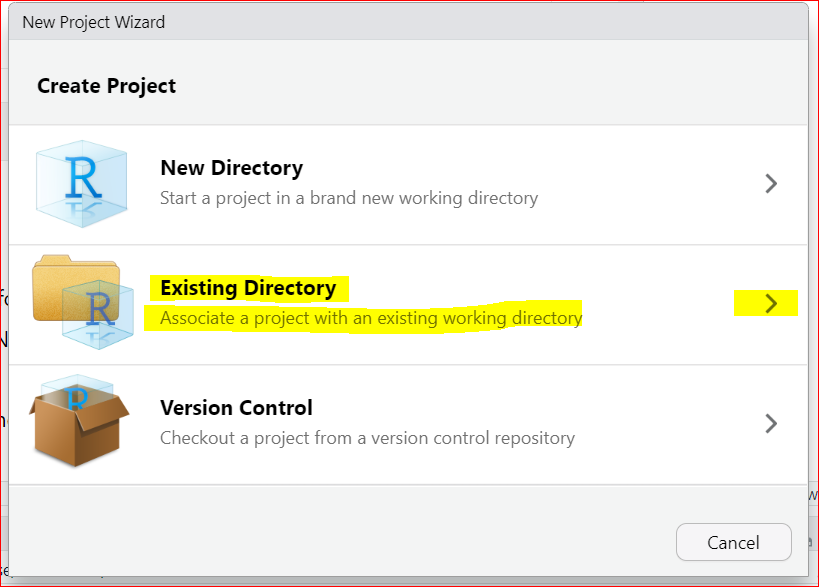 New Project Wizard
Create Project
R
New Directory
Start a project in a brand new working directory
R
Existing Directory
Associate a project with an existing working directory
R
Version Control
Checkout a project from a version control repository
Cancel